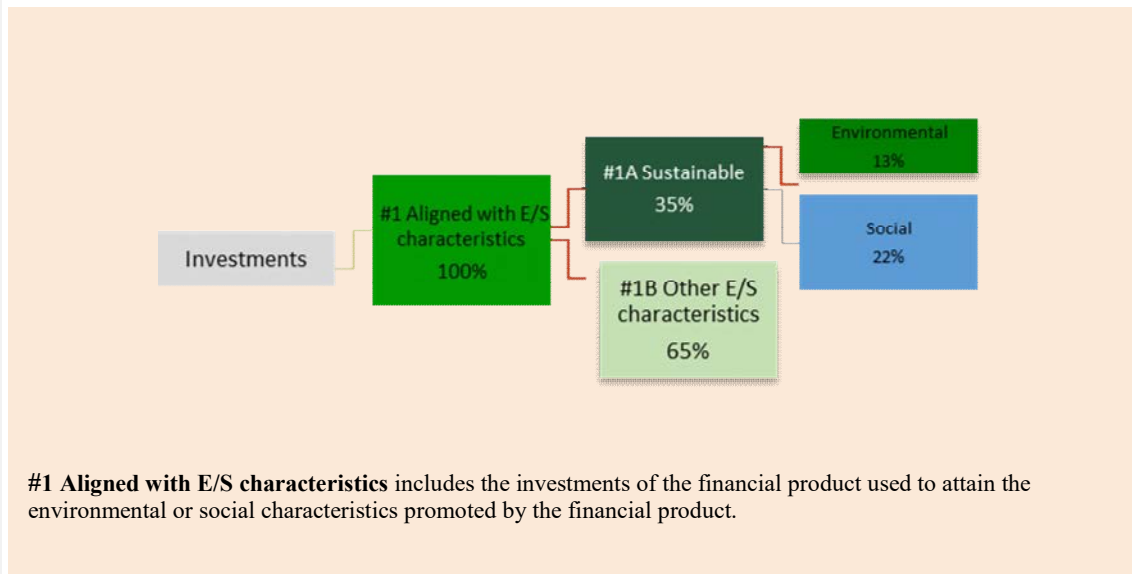 Investments
#1 Aligned with E/S
characteristics
100%
#1A Sustainable
35%
#1B Other E/S
characteristics
65%
Environmental
13%
Social
22%
#1 Aligned with E/S characteristics includes the investments of the financial product used to attain the
environmental or social characteristics promoted by the financial product.